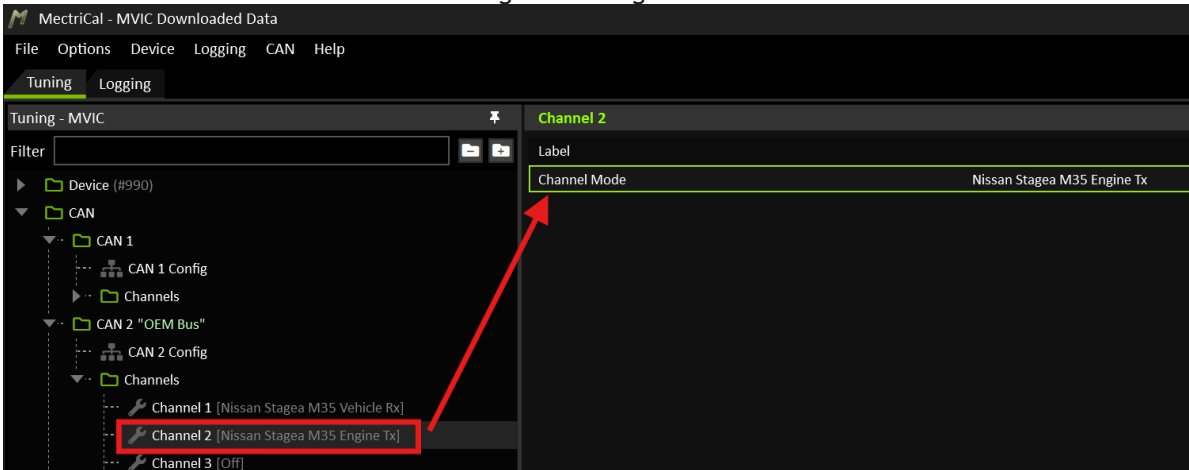 MectriCal - MVIC Downloaded Data
File Options Device Logging CAN Help
Tuning Logging
Tuning - MVIC
Filter
Device (#990)
CAN
CAN 1
CAN 1 Config
Channels
CAN 2 "OEM Bus"
CAN 2 Config
Channels
Channel 1 [Nissan Stagea M35 Vehicle Rx]
Channel 2 [Nissan Stagea M35 Engine Tx]
Channel 3 [Off]
Channel 2
Label
Channel Mode Nissan Stagea M35 Engine Tx